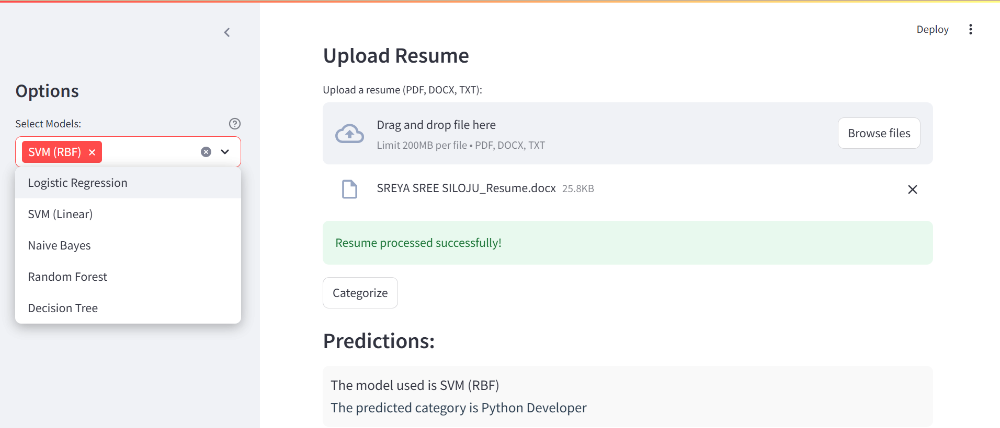 Deploy
Options
Select Models:
SVM (RBF)
Logistic Regression
SVM (Linear)
Naive Bayes
Random Forest
Decision Tree
Upload Resume
Upload a resume (PDF, DOCX, TXT):
Drag and drop file here
Limit 200MB per file • PDF, DOCX, TXT
Browse files
SREYA SREE SILOJU_Resume.docx 25.8KB
Resume processed successfully!
Categorize
Predictions:
The model used is SVM (RBF)
The predicted category is Python Developer